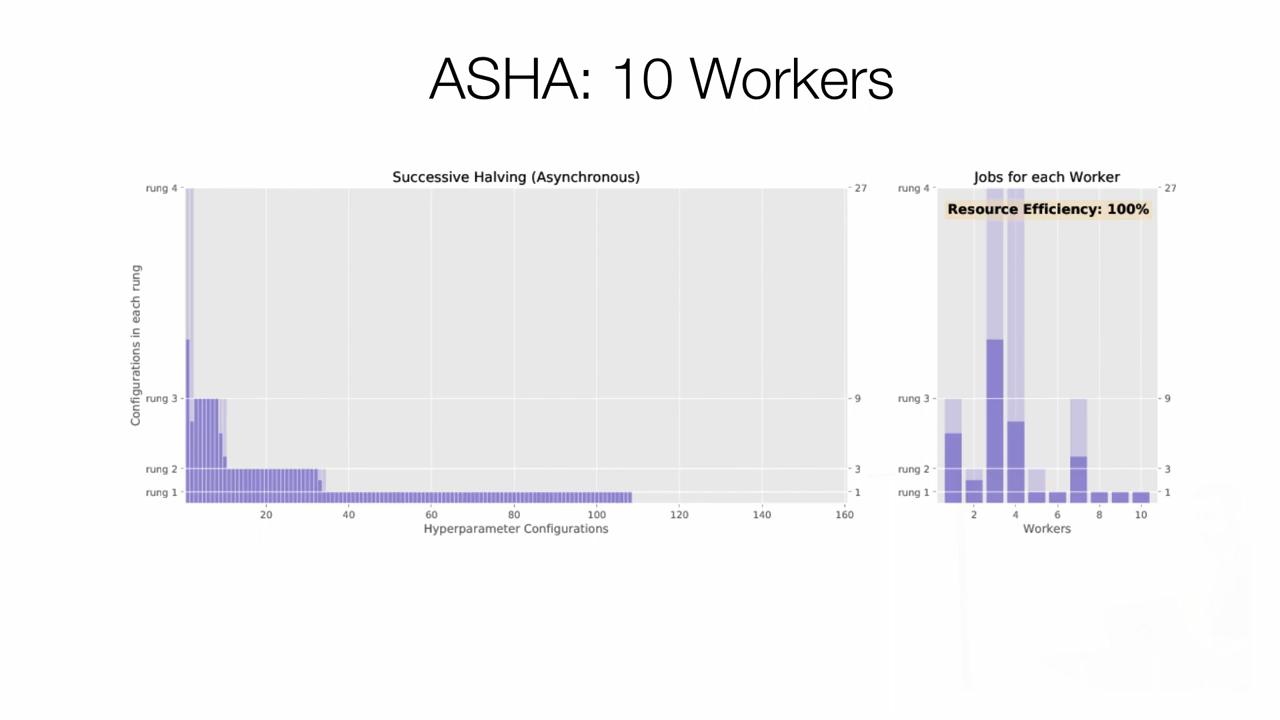 ASHA: 10 Workers
Successive Halving (Asynchronous)
Configurations in each rung
rung 4
rung 3
rung 2
rung 1
27
9
3
1
20 40 60 80 100 120 140 160
Hyperparameter Configurations
Jobs for each Worker
Resource Efficiency: 100%
rung 4
rung 3
rung 2
rung 1
27
9
3
1
2 4 6 8 10
Workers